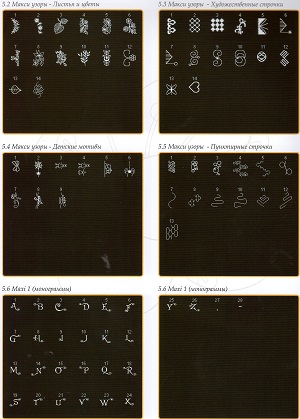 5.2 Макси узоры - Листья и цветы
1 2 3 4 5 6
7 8 9 10 11 12
13 14
5.3 Макси узоры - Художественные строчки
1 2 3 4 5 6
7 8 9 10 11 12
13 14
5.4 Макси узоры - Детские мотивы
1 2 3 4 5 6
7 8 9
5.5 Макси узоры - Пунктирные строчки
1 2 3 4 5 6
7 8 9 10 11 12
13
5.6 Maxi 1 (монограммы)
1 2 3 4 5 6
A B C D E F
7 8 9 10 11 12
G H I J K L
13 14 15 16 17 18
M N O P Q R
19 20 21 22 23 24
S T U V W X
5.6 Maxi 1 (монограммы)
25 26 27 28
Y Z